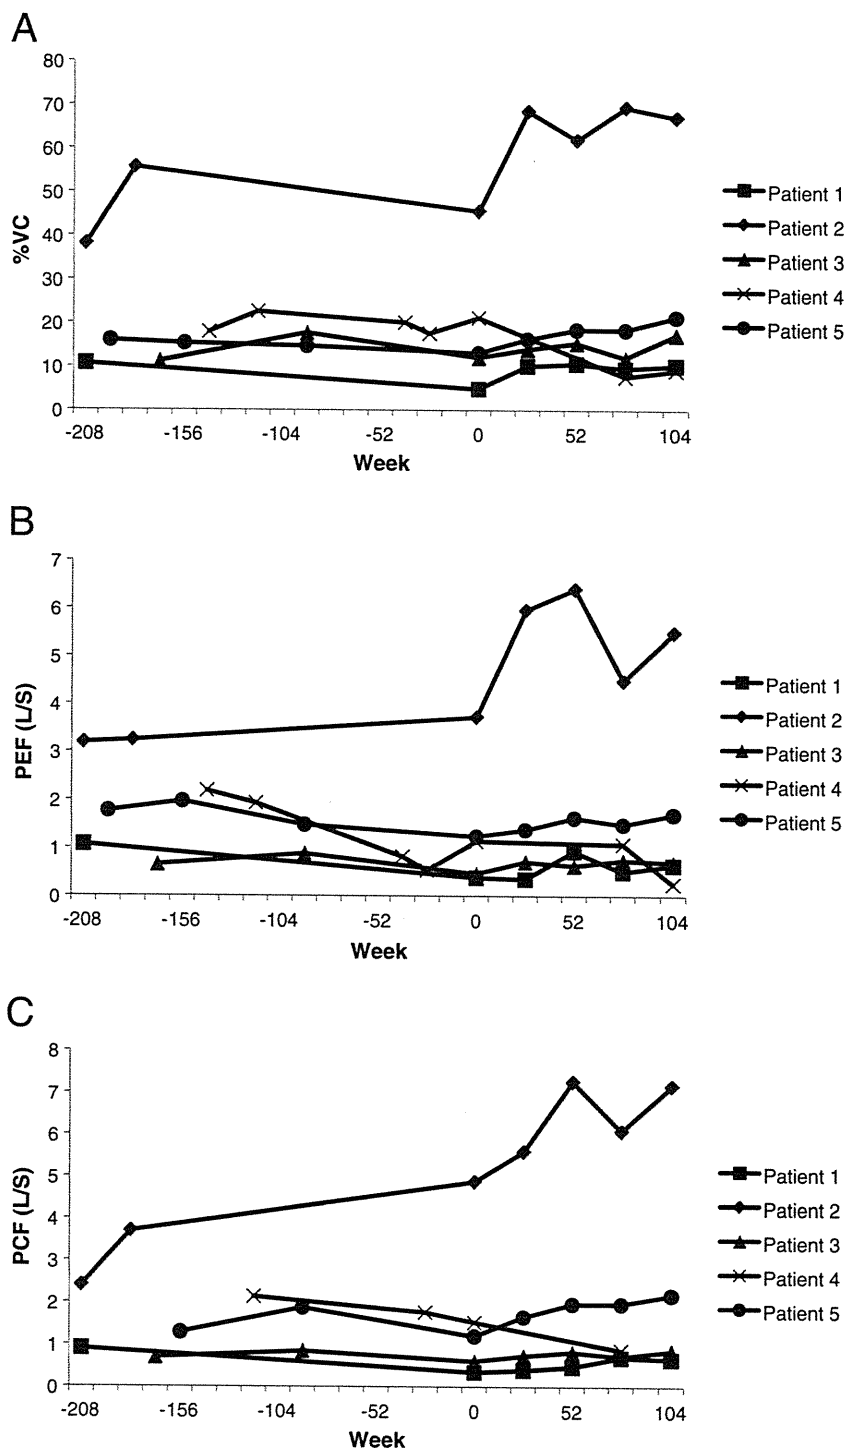 A
80
70
60
50
40
30
20
10
0
%VC
-208 -156 -104 -52 0 52 104
Week
Patient 1
Patient 2
Patient 3
Patient 4
Patient 5
B
7
6
5
4
3
2
1
0
PEF (L/S)
-208 -156 -104 -52 0 52 104
Week
Patient 1
Patient 2
Patient 3
Patient 4
Patient 5
C
8
7
6
5
4
3
2
1
0
PCF (L/S)
-208 -156 -104 -52 0 52 104
Week
Patient 1
Patient 2
Patient 3
Patient 4
Patient 5